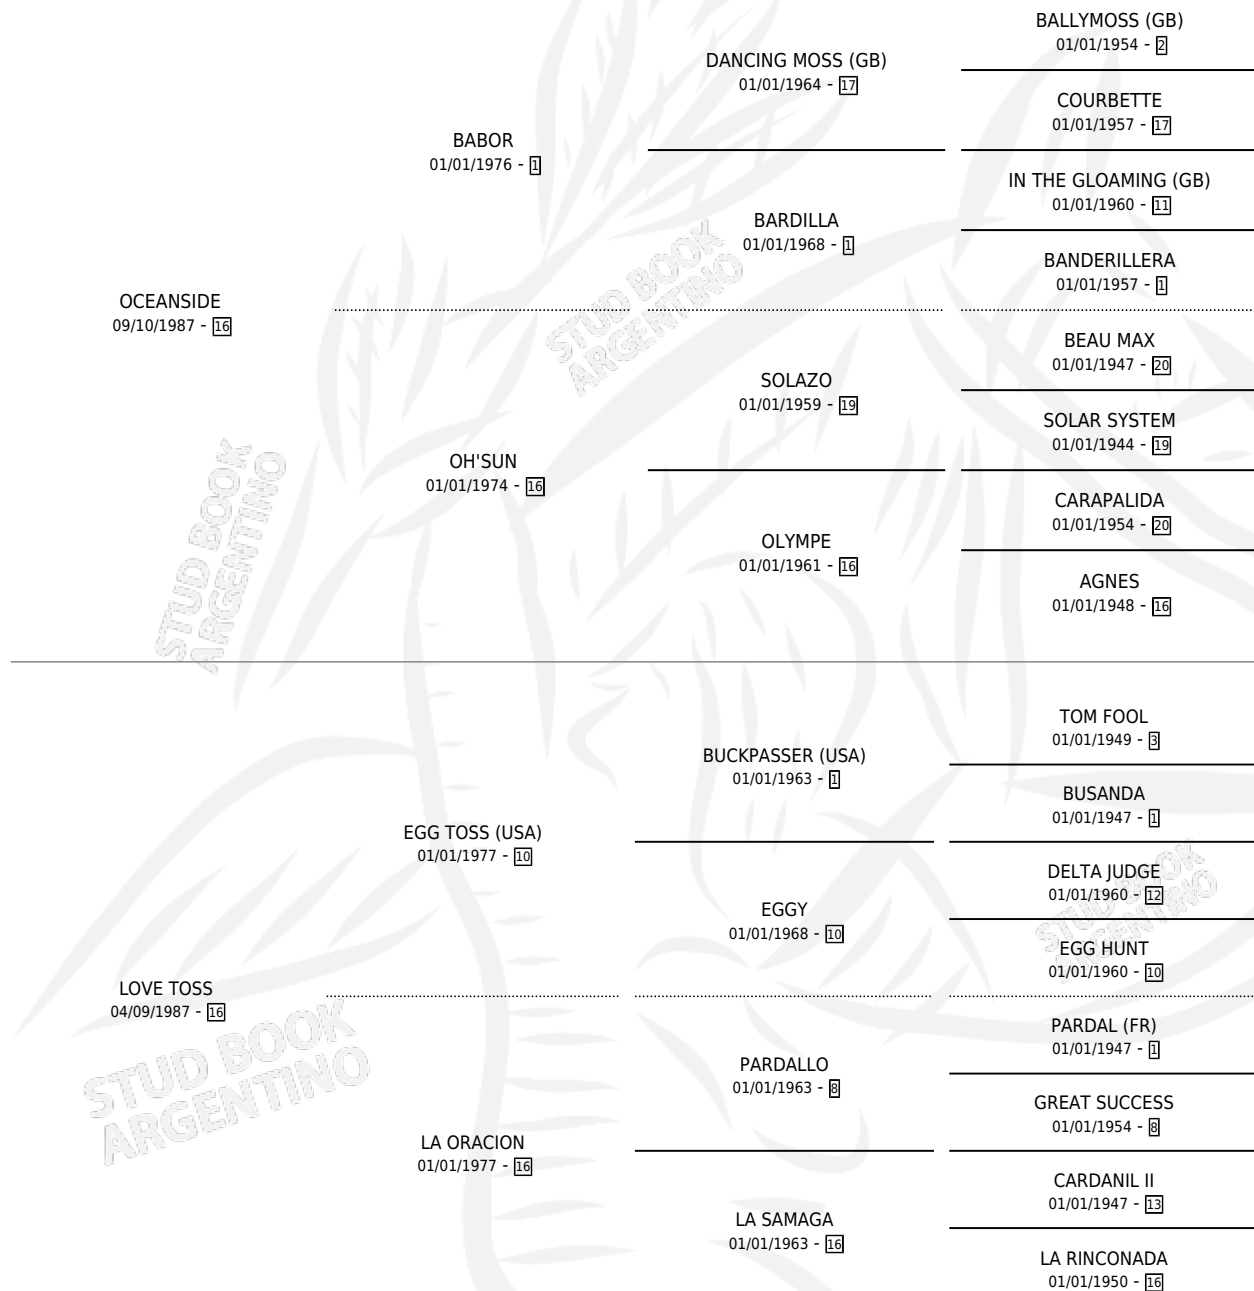 OCEANSIDE
09/10/1987 - 16
BABOR
01/01/1976 - 1
OH'SUN
01/01/1974 - 16
DANCING MOSS (GB)
01/01/1964 - 17
BARDILLA
01/01/1968 - 1
SOLAZO
01/01/1959 - 19
OLYMPE
01/01/1961 - 16
BALLYMOSS (GB)
01/01/1954 - 2
COURBETTE
01/01/1957 - 17
IN THE GLOAMING (GB)
01/01/1960 - 11
BANDERILLERA
01/01/1957 - 1
BEAU MAX
01/01/1947 - 20
SOLAR SYSTEM
01/01/1944 - 19
CARAPALIDA
01/01/1954 - 20
AGNES
01/01/1948 - 16
STUD BOOK
ARGENTINO
STUD BOOK
ARGENTINO
LOVE TOSS
04/09/1987 - 16
EGG TOSS (USA)
01/01/1977 - 10
LA ORACION
01/01/1977 - 16
BUCKPASSER (USA)
01/01/1963 - 1
EGGY
01/01/1968 - 10
PARDALLO
01/01/1963 - 8
LA SAMAGA
01/01/1963 - 16
TOM FOOL
01/01/1949 - 3
BUSANDA
01/01/1947 - 1
DELTA JUDGE
01/01/1960 - 12
EGG HUNT
01/01/1960 - 10
PARDAL (FR)
01/01/1947 - 1
GREAT SUCCESS
01/01/1954 - 8
CARDANIL II
01/01/1947 - 13
LA RINCONADA
01/01/1950 - 16
STUD BOOK
ARGENTINO
STUD BOOK
ARGENTINO